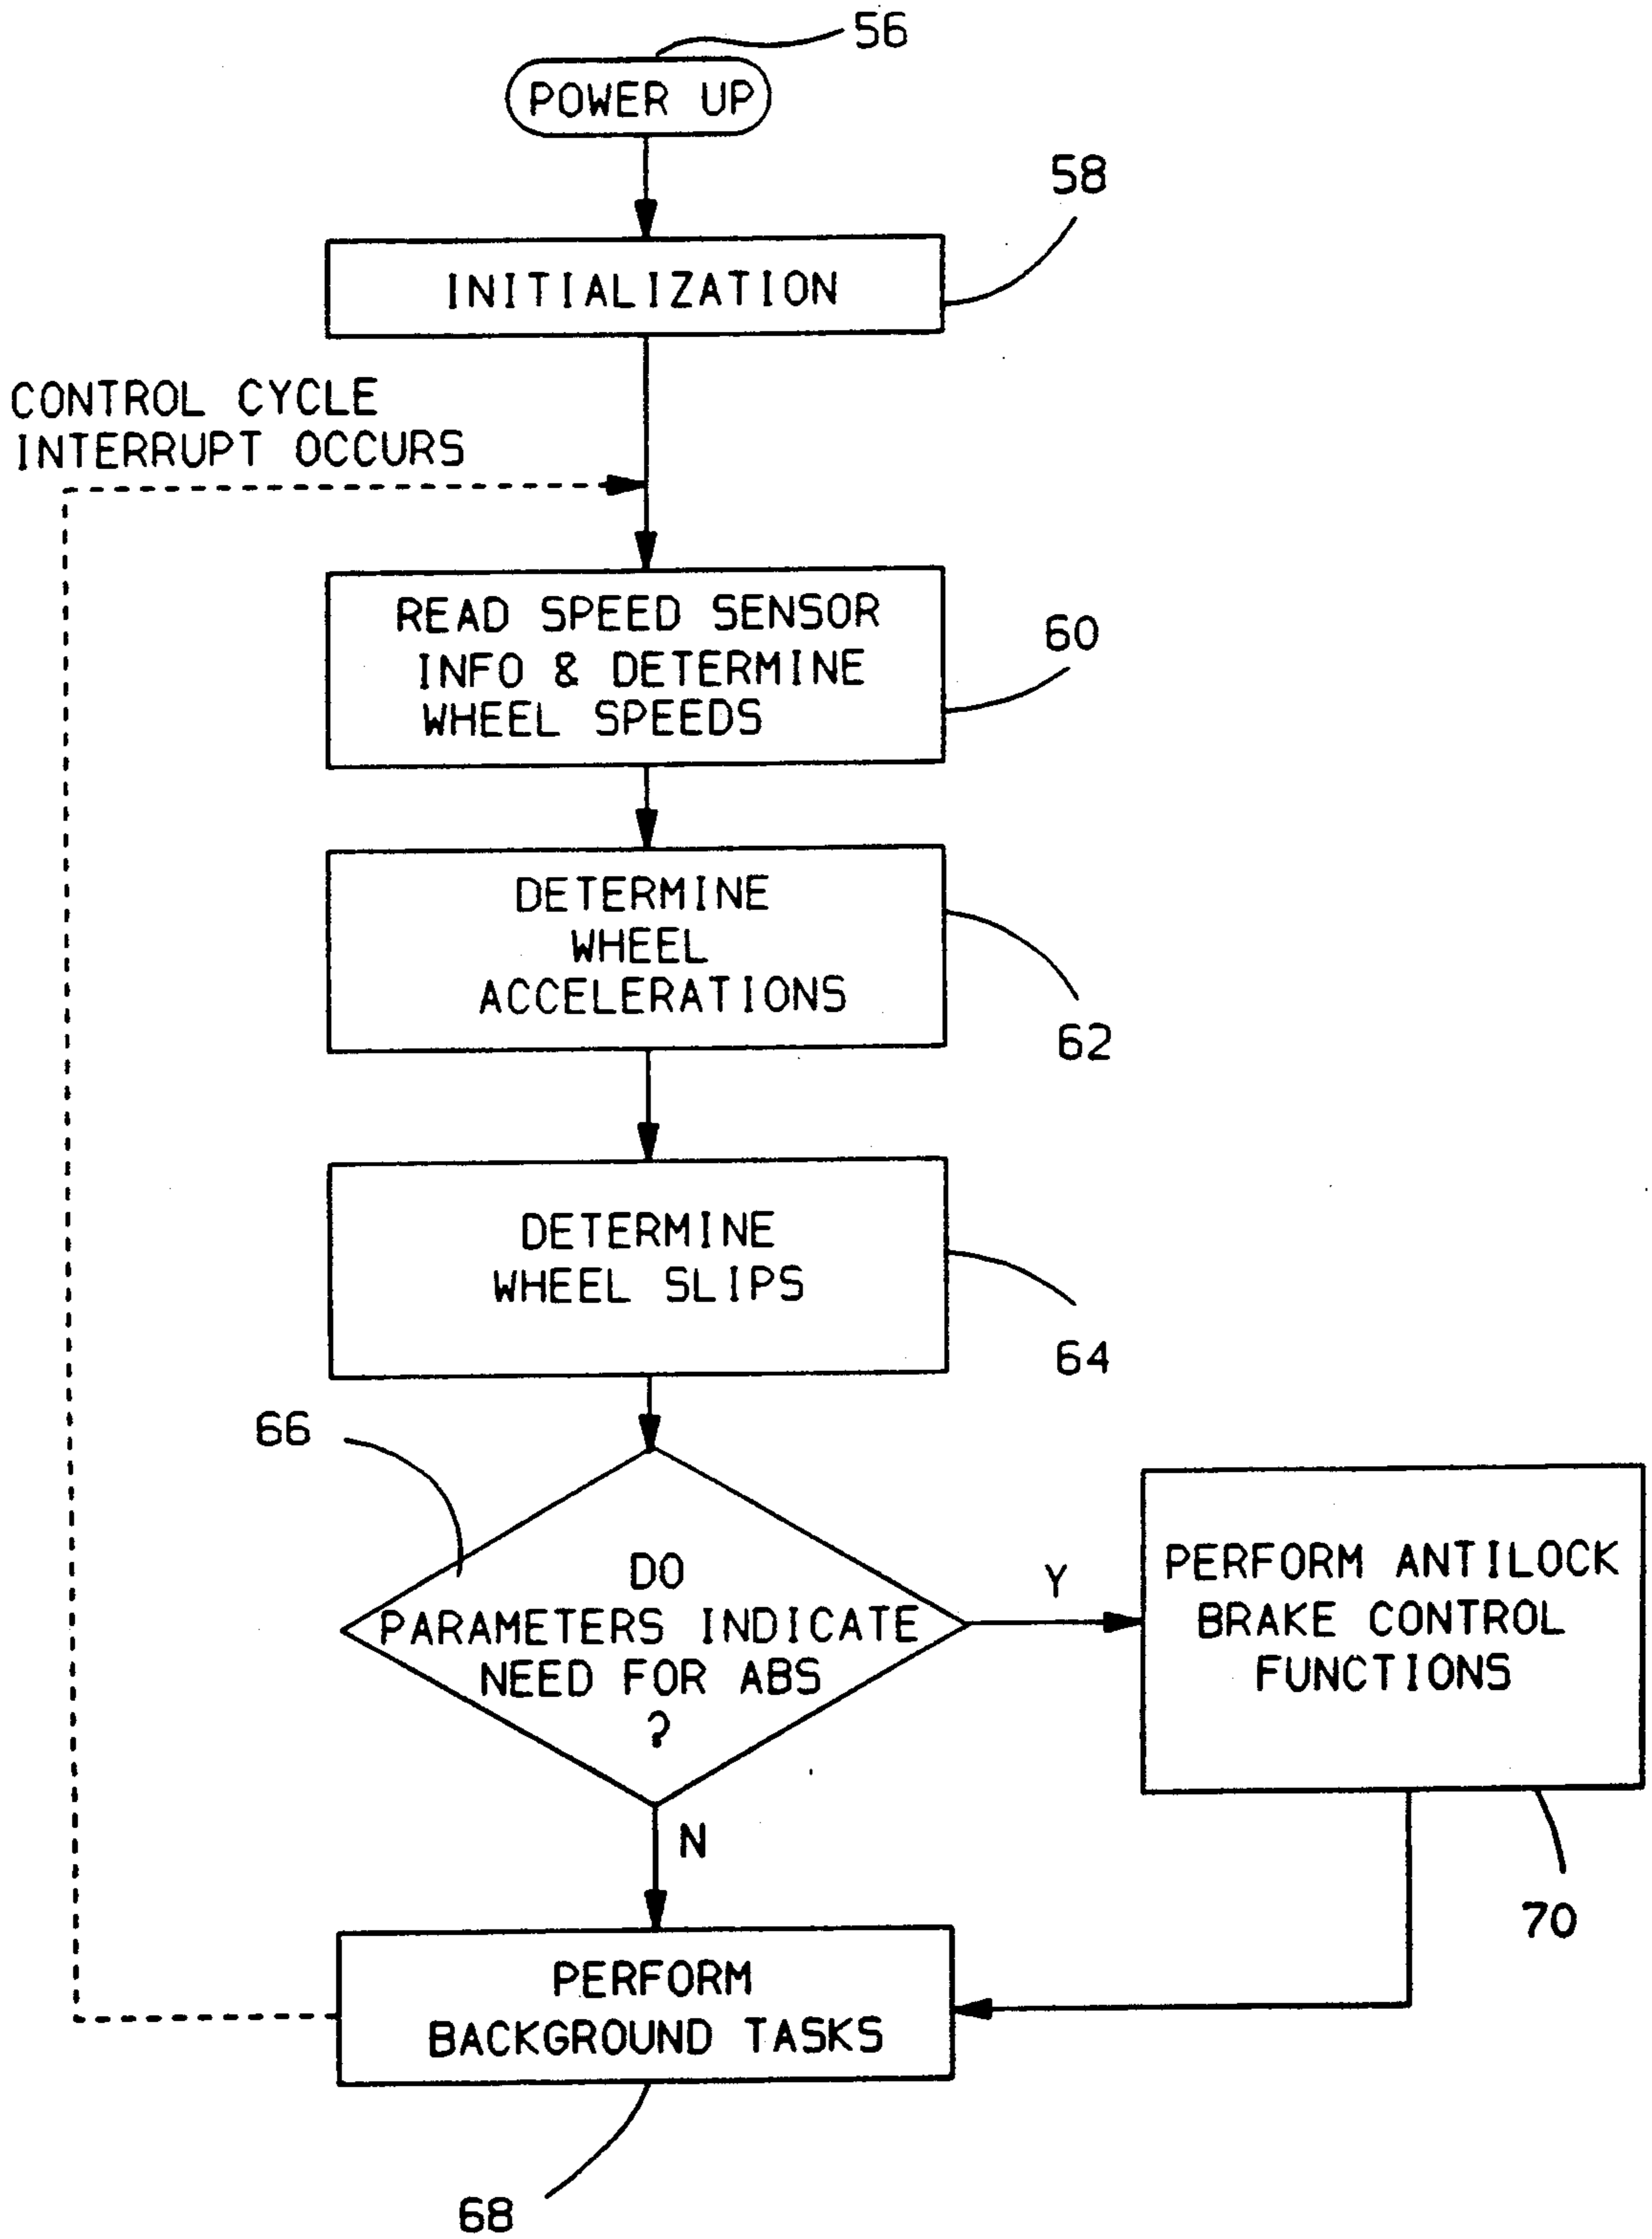 56
POWER UP
58
INITIALIZATION
CONTROL CYCLE
INTERRUPT OCCURS
READ SPEED SENSOR
INFO & DETERMINE
WHEEL SPEEDS
60
DETERMINE
WHEEL
ACCELERATIONS
62
DETERMINE
WHEEL SLIPS
64
66
DO
PARAMETERS INDICATE
NEED FOR ABS
?
Y
PERFORM ANTILOCK
BRAKE CONTROL
FUNCTIONS
N
70
PERFORM
BACKGROUND TASKS
68